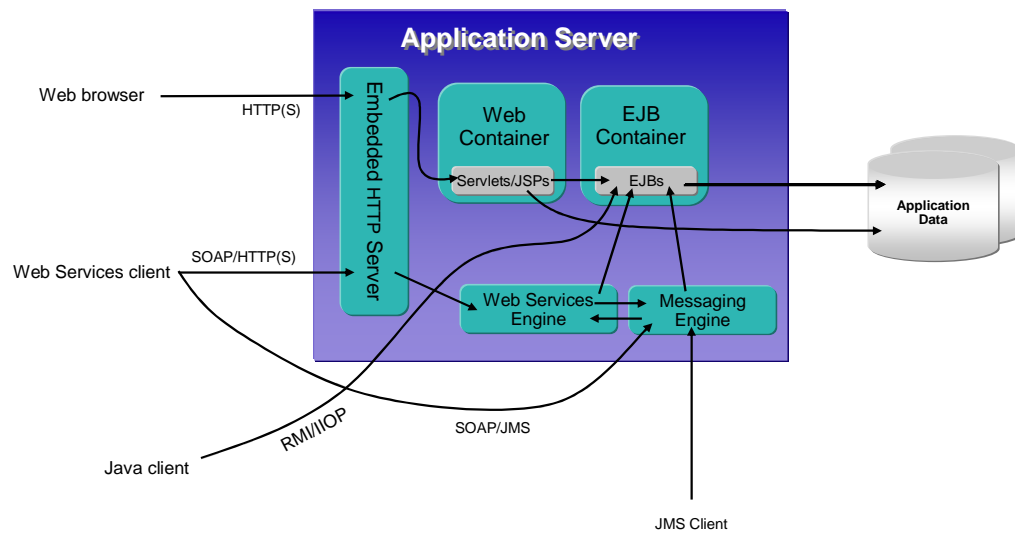 Application Server
Web browser
HTTP(S)
Embedded HTTP Server
Web
Container
Servlets/JSPs
EJB
Container
EJBs
Application
Data
SOAP/HTTP(S)
Web Services client
Web Services
Engine
Messaging
Engine
RMI/IIOP
SOAP/JMS
Java client
JMS Client